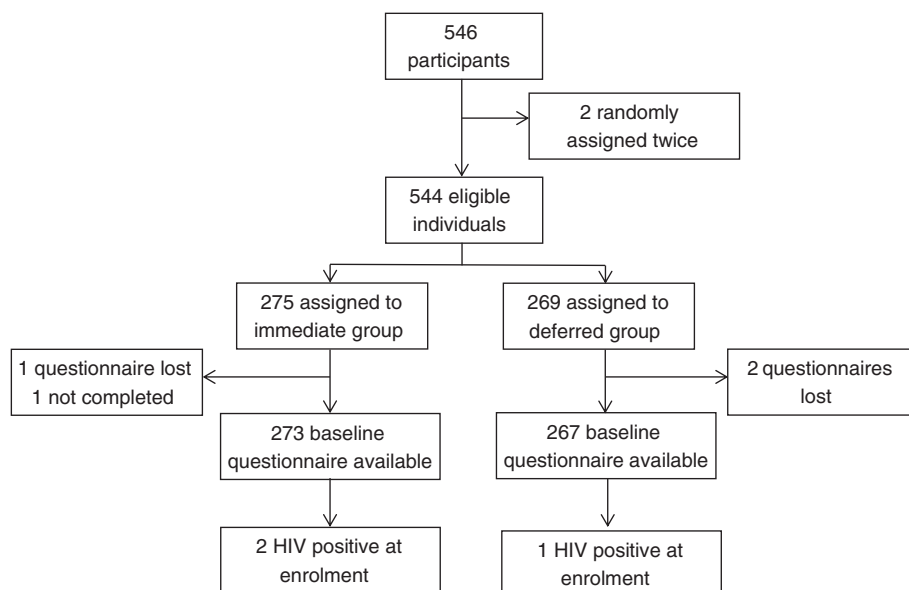 546
participants
2 randomly
assigned twice
544 eligible
individuals
275 assigned to
immediate group
269 assigned to
deferred group
1 questionnaire lost
1 not completed
2 questionnaires
lost
273 baseline
questionnaire available
267 baseline
questionnaire available
2 HIV positive at
enrolment
1 HIV positive at
enrolment